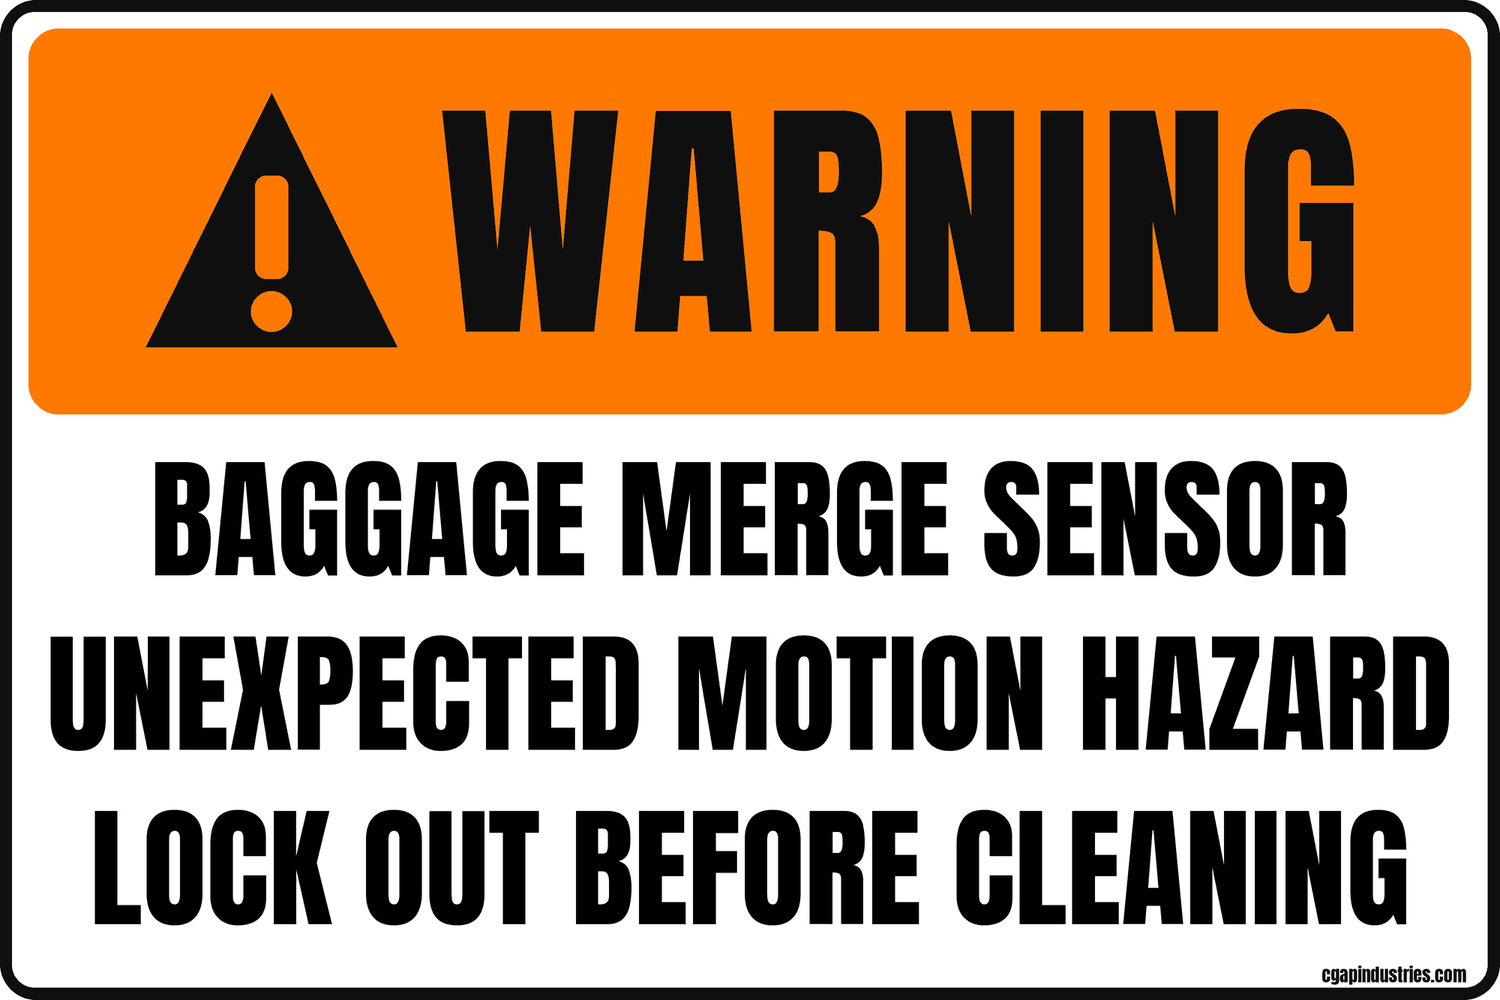 WARNING
BAGGAGE MERGE SENSOR
UNEXPECTED MOTION HAZARD
LOCK OUT BEFORE CLEANING
cgapindustries.com